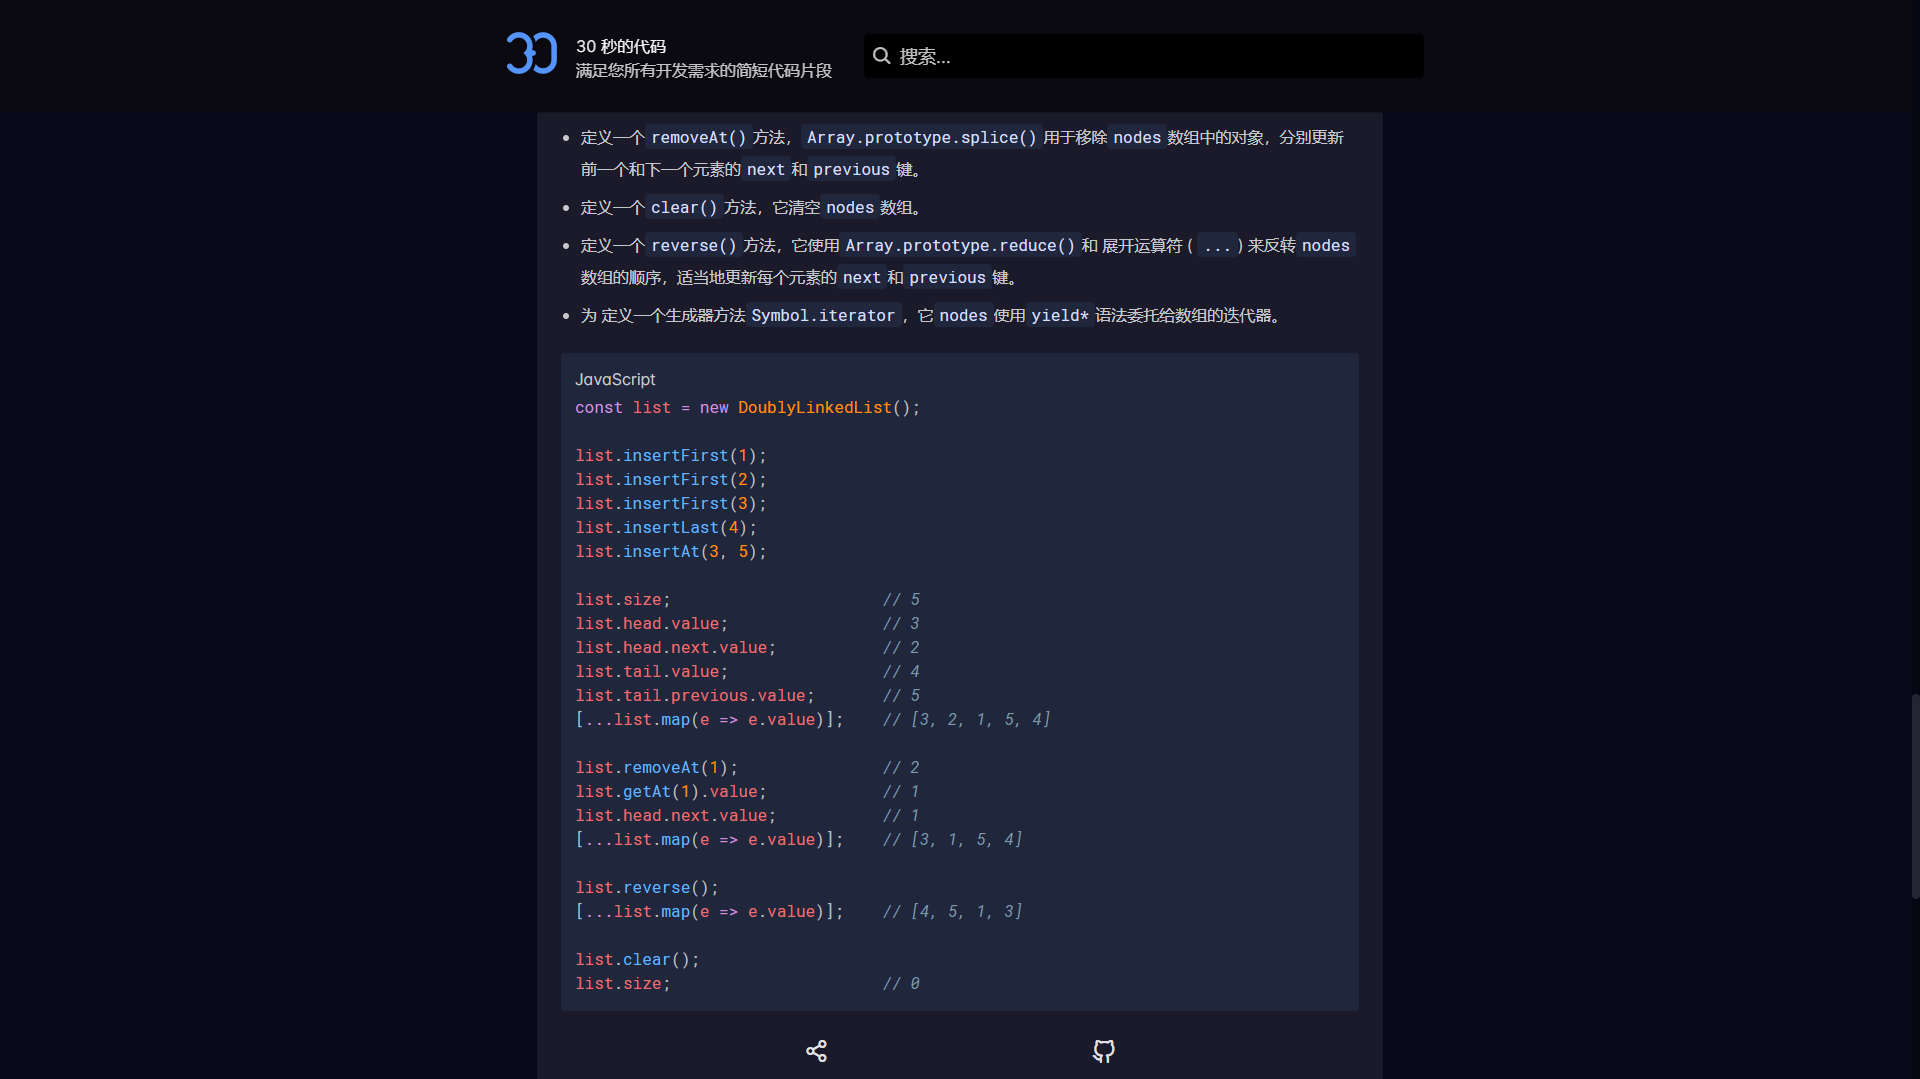 30 秒的代码
满足您所有开发需求的简短代码片段
搜索...
• 定义一个 removeAt() 方法， Array.prototype.splice() 用于移除 nodes 数组中的对象，分别更新
前一个和下一个元素的 next 和 previous 键。
• 定义一个 clear() 方法，它清空 nodes 数组。
• 定义一个 reverse() 方法，它使用 Array.prototype.reduce() 和 展开运算符 ( ... ) 来反转 nodes
数组的顺序，适当地更新每个元素的 next 和 previous 键。
• 为 定义一个生成器方法 Symbol.iterator ，它 nodes 使用 yield* 语法委托给数组的迭代器。
JavaScript
const list = new DoublyLinkedList();
list.insertFirst(1);
list.insertFirst(2);
list.insertFirst(3);
list.insertLast(4);
list.insertAt(3, 5);
list.size;                      // 5
list.head.value;                // 3
list.head.next.value;           // 2
list.tail.value;                // 4
list.tail.previous.value;       // 5
[...list.map(e => e.value)];    // [3, 2, 1, 5, 4]
list.removeAt(1);               // 2
list.getAt(1).value;            // 1
list.head.next.value;           // 1
[...list.map(e => e.value)];    // [3, 1, 5, 4]
list.reverse();
[...list.map(e => e.value)];    // [4, 5, 1, 3]
list.clear();
list.size;                      // 0